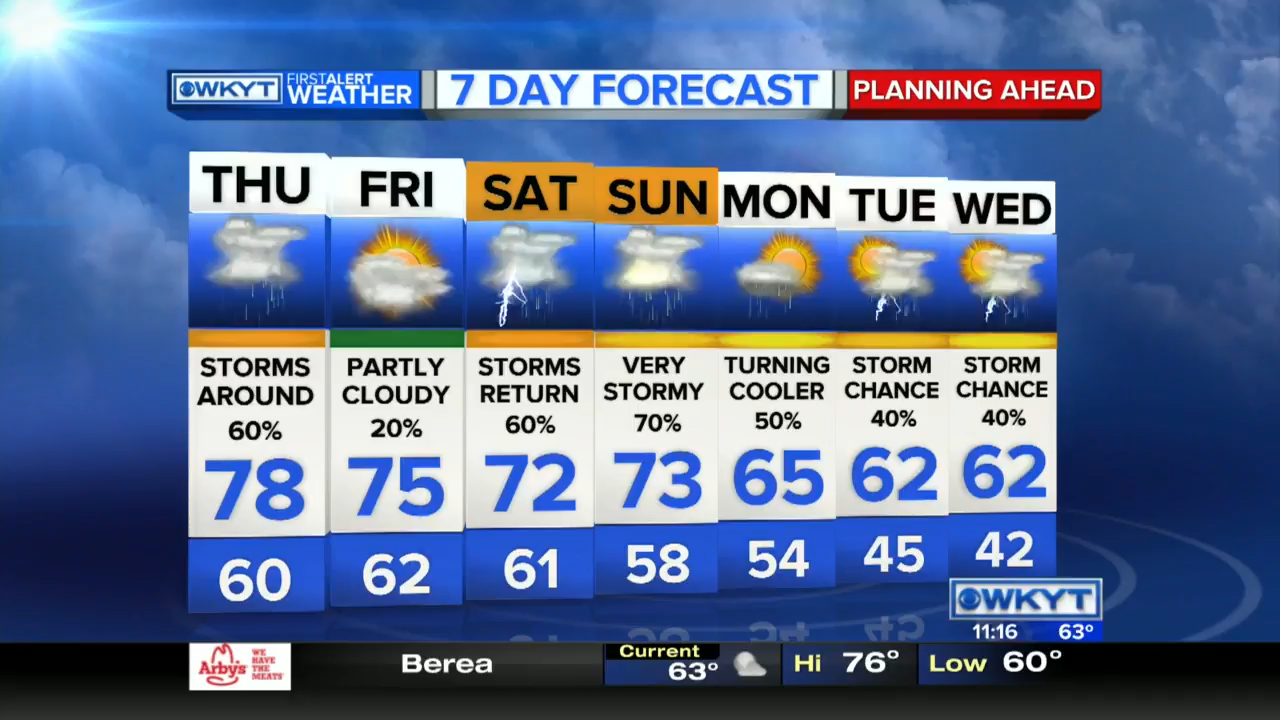 WKYT FIRST ALERT WEATHER 7 DAY FORECAST PLANNING AHEAD
THU FRI SAT SUN MON TUE WED
STORMS AROUND 60%
PARTLY CLOUDY 20%
STORMS RETURN 60%
VERY STORMY 70%
TURNING COOLER 50%
STORM CHANCE 40%
STORM CHANCE 40%
78 75 72 73 65 62 62
60 62 61 58 54 45 42
WKYT
11:16 63°
Arby's WE HAVE THE MEATS Berea Current 63° Hi 76° Low 60°